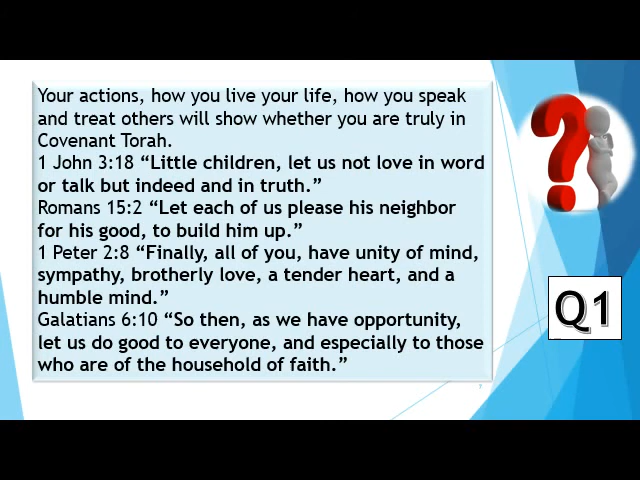 Your actions, how you live your life, how you speak
and treat others will show whether you are truly in
Covenant Torah.
1 John 3:18 “Little children, let us not love in word
or talk but indeed and in truth.”
Romans 15:2 “Let each of us please his neighbor
for his good, to build him up.”
1 Peter 2:8 “Finally, all of you, have unity of mind,
sympathy, brotherly love, a tender heart, and a
humble mind.”
Galatians 6:10 “So then, as we have opportunity,
let us do good to everyone, and especially to those
who are of the household of faith.”
?
Q1